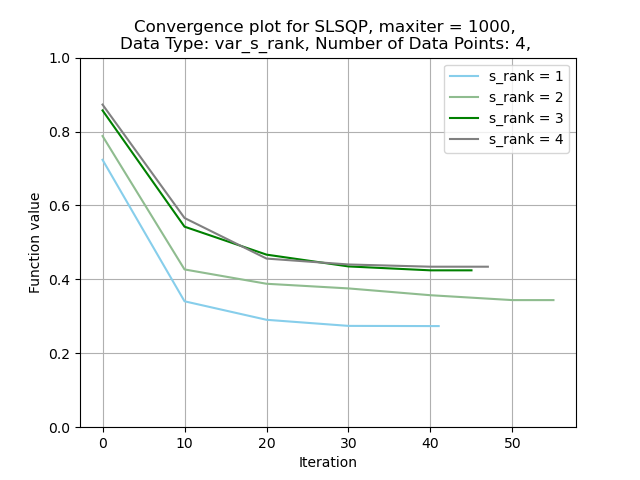 Convergence plot for SLSQP, maxiter = 1000,
Data Type: var_s_rank, Number of Data Points: 4,
1.0
0.8
0.6
0.4
0.2
0.0
Function value
s_rank = 1
s_rank = 2
s_rank = 3
s_rank = 4
0 10 20 30 40 50
Iteration